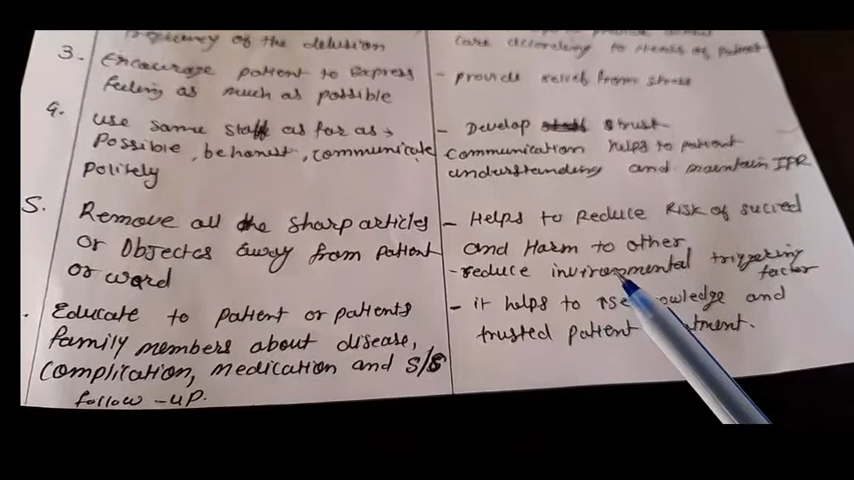 frequency of the delusion
3. Encourage patient to express
feeling as much as possible
4. Use same staff as far as
possible, be honest, communicate
politely
5. Remove all the sharp articles
or Objectes away from patient
or ward
Educate to patient or patients
family members about disease,
complication, medication and S/S
follow-up.
care according to needs of patient
- provide relief from stress
- Develop trust
communication helps to patient
understanding and maintain IPR
- Helps to Reduce Risk of sucied
and Harm to other
- reduce invironmental triggering
factor
- it helps to and
trusted patient